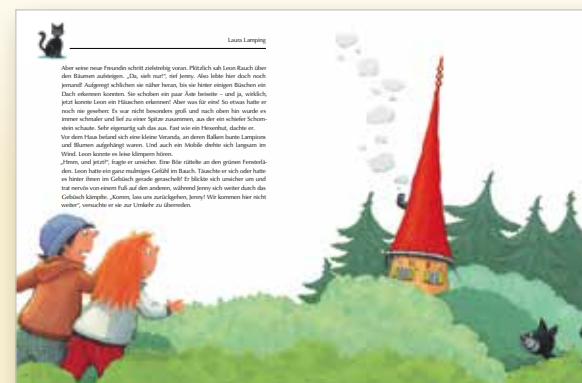 Laura Lamping
Aber seine neue Freundin schritt zielstrebig voran. Plötzlich sah Leon Rauch über
den Bäumen aufsteigen. „Da, sieh nur!“, rief Jenny. Also lebte hier doch noch
jemand! Aufgeregt schlichen sie näher heran, bis sie hinter einigen Büschen ein
Dach erkennen konnten. Sie schoben ein paar Äste beiseite – und ja, wirklich,
jetzt konnte Leon ein Häuschen erkennen! Aber was für eins! So etwas hatte er
noch nie gesehen: Es war nicht besonders groß und nach oben hin wurde es
immer schmaler und lief zu einer Spitze zusammen, aus der ein schiefer Schorn-
stein schaute. Sehr eigenartig sah das aus. Fast wie ein Hexenhut, dachte er.
Vor dem Haus befand sich eine kleine Veranda, an deren Balken bunte Lampions
und Blumen aufgehängt waren. Und auch ein Mobile drehte sich langsam im
Wind. Leon konnte es leise klimpern hören.
„Hmm, und jetzt?“, fragte er unsicher. Eine Böe rüttelte an den grünen Fensterlä-
den. Leon hatte ein ganz mulmiges Gefühl im Bauch. Täuschte er sich oder hatte
es hinter ihnen im Gebüsch gerade geraschelt? Er blickte sich unsicher um und
trat nervös von einem Fuß auf den anderen, während Jenny sich weiter durch das
Gebüsch kämpfte. „Komm, lass uns zurückgehen, Jenny! Wir kommen hier nicht
weiter“, versuchte er sie zur Umkehr zu überreden.